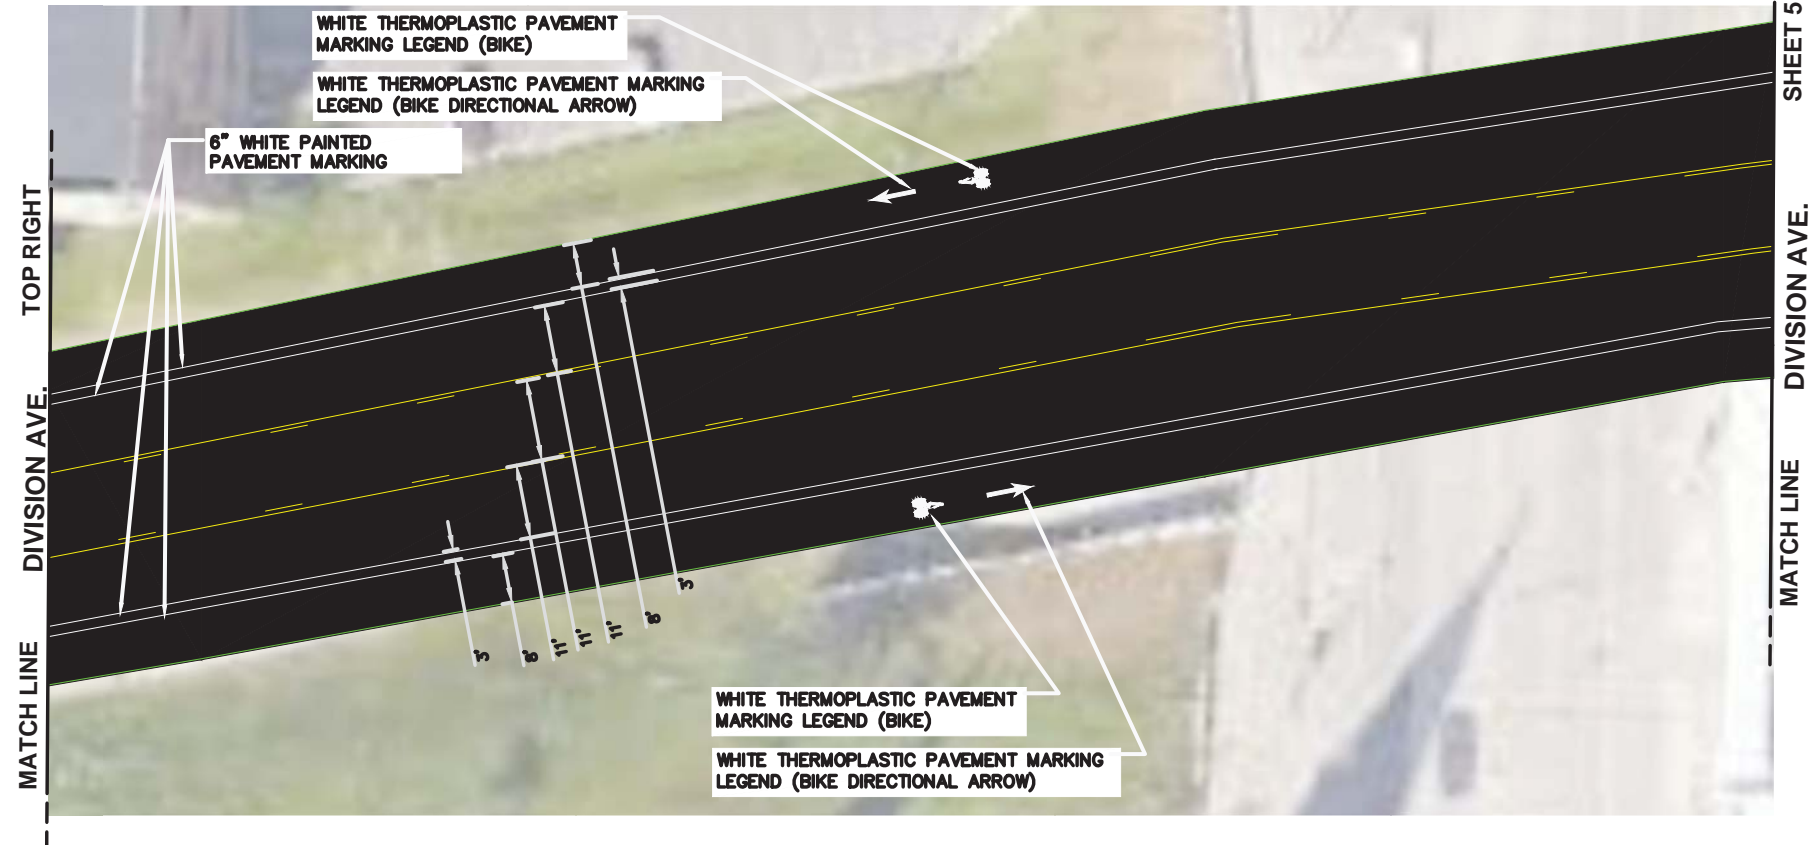 WHITE THERMOPLASTIC PAVEMENT
MARKING LEGEND (BIKE)
WHITE THERMOPLASTIC PAVEMENT MARKING
LEGEND (BIKE DIRECTIONAL ARROW)
6" WHITE PAINTED
PAVEMENT MARKING
TOP RIGHT
DIVISION AVE.
MATCH LINE
SHEET 5
DIVISION AVE.
MATCH LINE
3'
8'
11'
11'
11'
8'
3'
WHITE THERMOPLASTIC PAVEMENT
MARKING LEGEND (BIKE)
WHITE THERMOPLASTIC PAVEMENT MARKING
LEGEND (BIKE DIRECTIONAL ARROW)